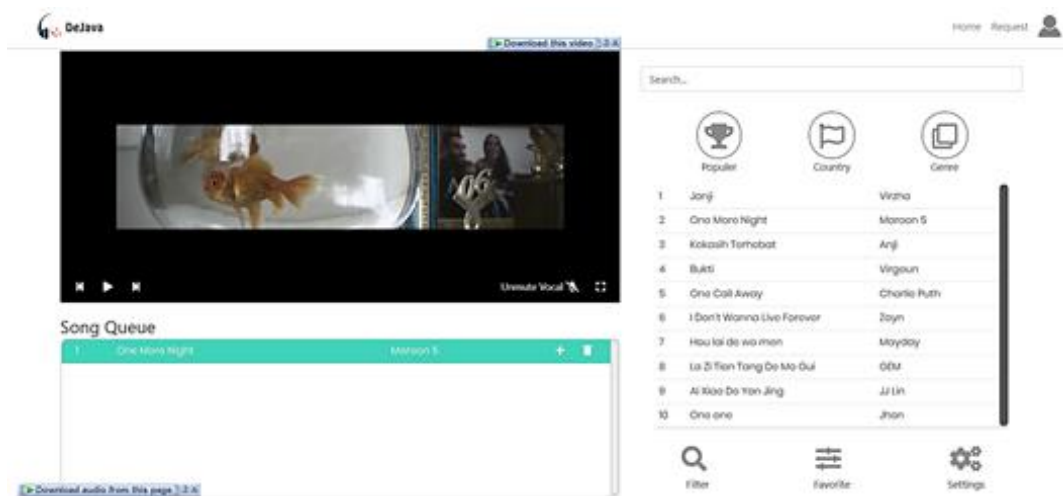 DeJava
Home Request
Download this video
Search...
Populer Country Genre
1 Janji Virzha
2 One More Night Maroon 5
3 Kekasih Terhebat Anji
4 Bukti Virgoun
5 One Call Away Charlie Puth
6 I Don't Wanna Live Forever Zayn
7 Hou lai de wo men Mayday
8 La Zi Tian Tang De Mo Gui GEM
9 Ai Xiao De Yan Jing JJ Lin
10 One one Jhon
Filter Favorite Settings
06
Unmute Vocal
Song Queue
1 One More Night Maroon 5
Download audio from this page